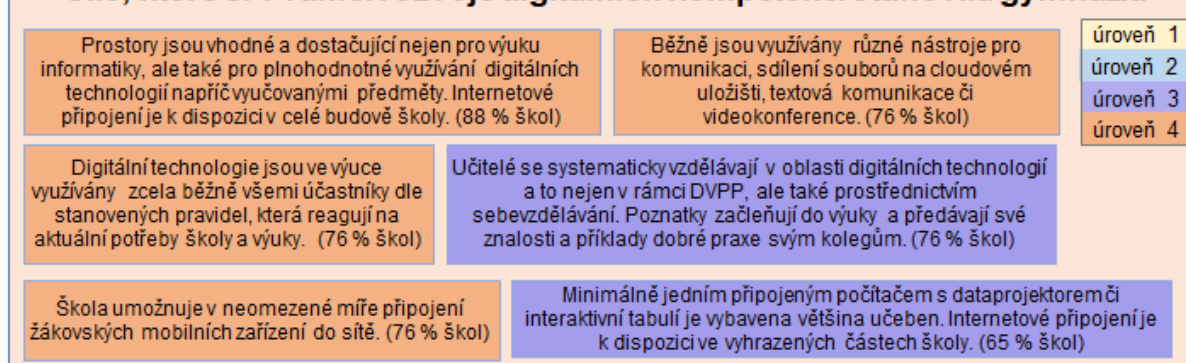 Prostory jsou vhodné a dostačující nejen pro výuku
informatiky, ale také pro plnohodnotné využívání digitálních
technologií napříč vyučovanými předměty. Internetové
připojení je k dispozici v celé budově školy. (88 % škol)
Běžně jsou využívány různé nástroje pro
komunikaci, sdílení souborů na cloudovém
uložišti, textová komunikace či
videokonference. (76 % škol)
úroveň 1
úroveň 2
úroveň 3
úroveň 4
Digitální technologie jsou ve výuce
využívány zcela běžně všemi účastníky dle
stanovených pravidel, která reagují na
aktuální potřeby školy a výuky. (76 % škol)
Učitelé se systematicky vzdělávají v oblasti digitálních technologií
a to nejen v rámci DVPP, ale také prostřednictvím
sebevzdělávání. Poznatky začleňují do výuky a předávají své
znalosti a příklady dobré praxe svým kolegům. (76 % škol)
Škola umožnuje v neomezené míře připojení
žákovských mobilních zařízení do sítě. (76 % škol)
Minimálně jedním připojeným počítačem s dataprojektorem či
interaktivní tabulí je vybavena většina učeben. Internetové připojení je
k dispozici ve vyhrazených částech školy. (65 % škol)